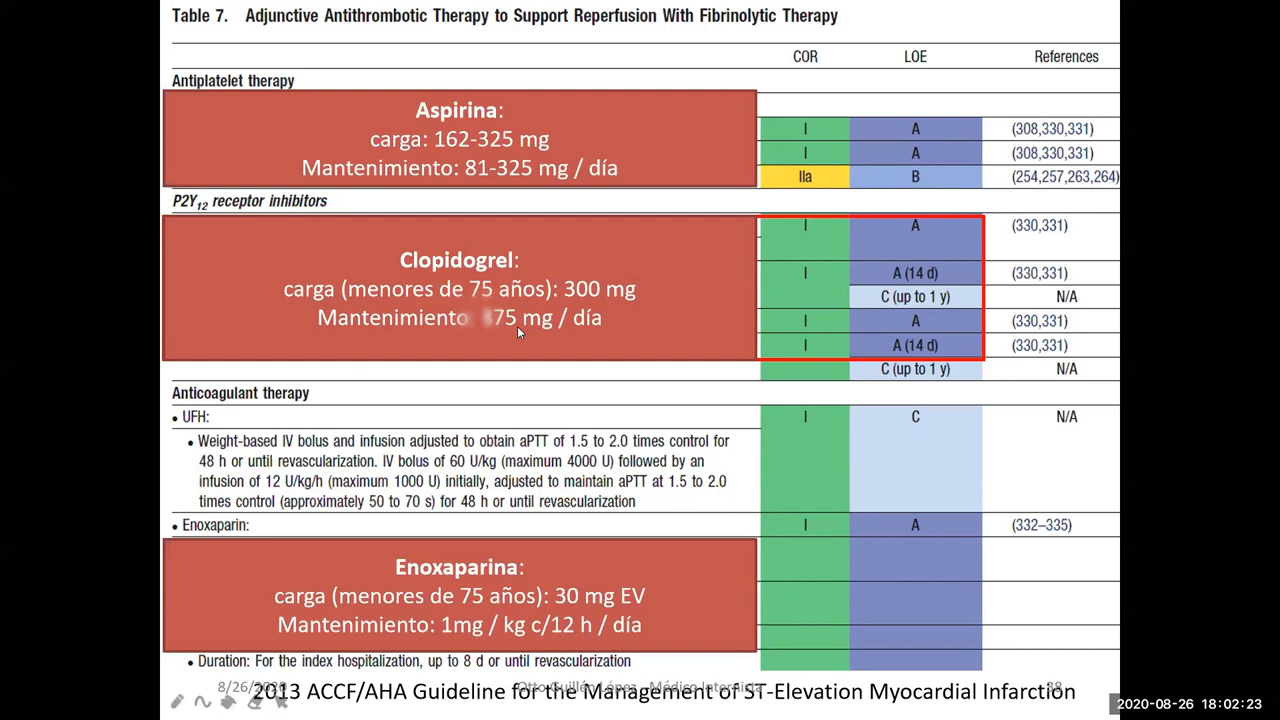 Table 7. Adjunctive Antithrombotic Therapy to Support Reperfusion With Fibrinolytic Therapy
COR LOE References
Antiplatelet therapy
Aspirina:
carga: 162-325 mg
Mantenimiento: 81-325 mg / día
I A (308,330,331)
I A (308,330,331)
IIa B (254,257,263,264)
P2Y12 receptor inhibitors
Clopidogrel:
carga (menores de 75 años): 300 mg
Mantenimiento: 75 mg / día
I A (330,331)
I A (14 d) (330,331)
C (up to 1 y) N/A
I A (330,331)
I A (14 d) (330,331)
C (up to 1 y) N/A
Anticoagulant therapy
• UFH: I C N/A
• Weight-based IV bolus and infusion adjusted to obtain aPTT of 1.5 to 2.0 times control for
48 h or until revascularization. IV bolus of 60 U/kg (maximum 4000 U) followed by an
infusion of 12 U/kg/h (maximum 1000 U) initially, adjusted to maintain aPTT at 1.5 to 2.0
times control (approximately 50 to 70 s) for 48 h or until revascularization
• Enoxaparin: I A (332–335)
Enoxaparina:
carga (menores de 75 años): 30 mg EV
Mantenimiento: 1mg / kg c/12 h / día
• Duration: For the index hospitalization, up to 8 d or until revascularization
8/26/2020 Otto Guillén López - Médico Internista 38
2013 ACCF/AHA Guideline for the Management of ST-Elevation Myocardial Infarction
2020-08-26 18:02:23